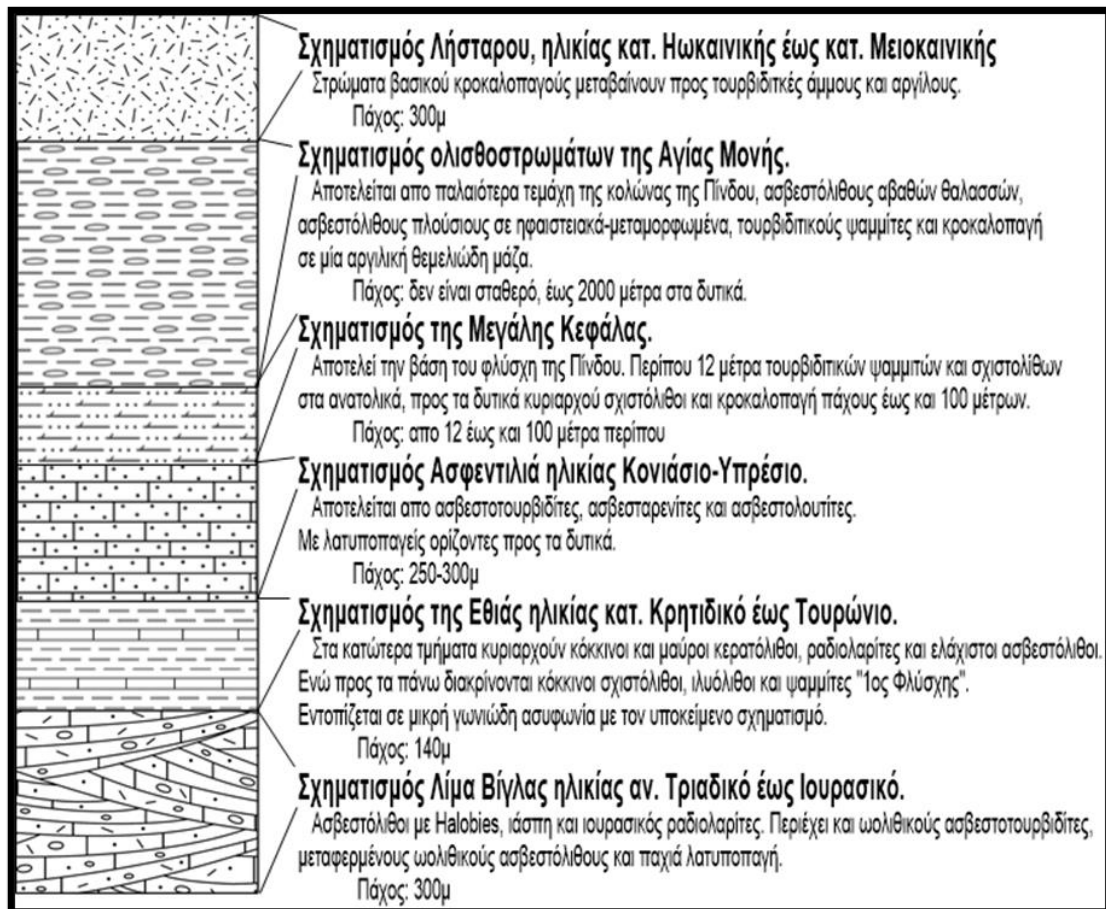 Σχηματισμός Λήσταρου, ηλικίας κατ. Ηωκαινικής έως κατ. Μειοκαινικής
Στρώματα βασικού κροκαλοπαγούς μεταβαίνουν προς τουρβιδιτκές άμμους και αργίλους.
Πάχος: 300μ
Σχηματισμός ολισθοστρωμάτων της Αγίας Μονής.
Αποτελείται απο παλαιότερα τεμάχη της κολώνας της Πίνδου, ασβεστόλιθους αβαθών θαλασσών,
ασβεστόλιθους πλούσιους σε ηφαιστειακά-μεταμορφωμένα, τουρβιδιτικούς ψαμμίτες και κροκαλοπαγή
σε μία αργιλική θεμελιώδη μάζα.
Πάχος: δεν είναι σταθερό, έως 2000 μέτρα στα δυτικά.
Σχηματισμός της Μεγάλης Κεφάλας.
Αποτελεί την βάση του φλύσχη της Πίνδου. Περίπου 12 μέτρα τουρβιδιτικών ψαμμιτών και σχιστολίθων
στα ανατολικά, προς τα δυτικά κυριαρχού σχιστόλιθοι και κροκαλοπαγή πάχους έως και 100 μέτρων.
Πάχος: απο 12 έως και 100 μέτρα περίπου
Σχηματισμός Ασφεντιλιά ηλικίας Κονιάσιο-Υπρέσιο.
Αποτελείται απο ασβεστοτουρβιδίτες, ασβεσταρενίτες και ασβεστολουτίτες.
Με λατυποπαγείς ορίζοντες προς τα δυτικά.
Πάχος: 250-300μ
Σχηματισμός της Εθιάς ηλικίας κατ. Κρητιδικό έως Τουρώνιο.
Στα κατώτερα τμήματα κυριαρχούν κόκκινοι και μαύροι κερατόλιθοι, ραδιολαρίτες και ελάχιστοι ασβεστόλιθοι.
Ενώ προς τα πάνω διακρίνονται κόκκινοι σχιστόλιθοι, ιλυόλιθοι και ψαμμίτες "1ος Φλύσχης".
Εντοπίζεται σε μικρή γωνιώδη ασυφωνία με τον υποκείμενο σχηματισμό.
Πάχος: 140μ
Σχηματισμός Λίμα Βίγλας ηλικίας αν. Τριαδικό έως Ιουρασικό.
Ασβεστόλιθοι με Halobies, ιάσπη και ιουρασικός ραδιολαρίτες. Περιέχει και ωολιθικούς ασβεστοτουρβιδίτες,
μεταφερμένους ωολιθικούς ασβεστόλιθους και παχιά λατυποπαγή.
Πάχος: 300μ